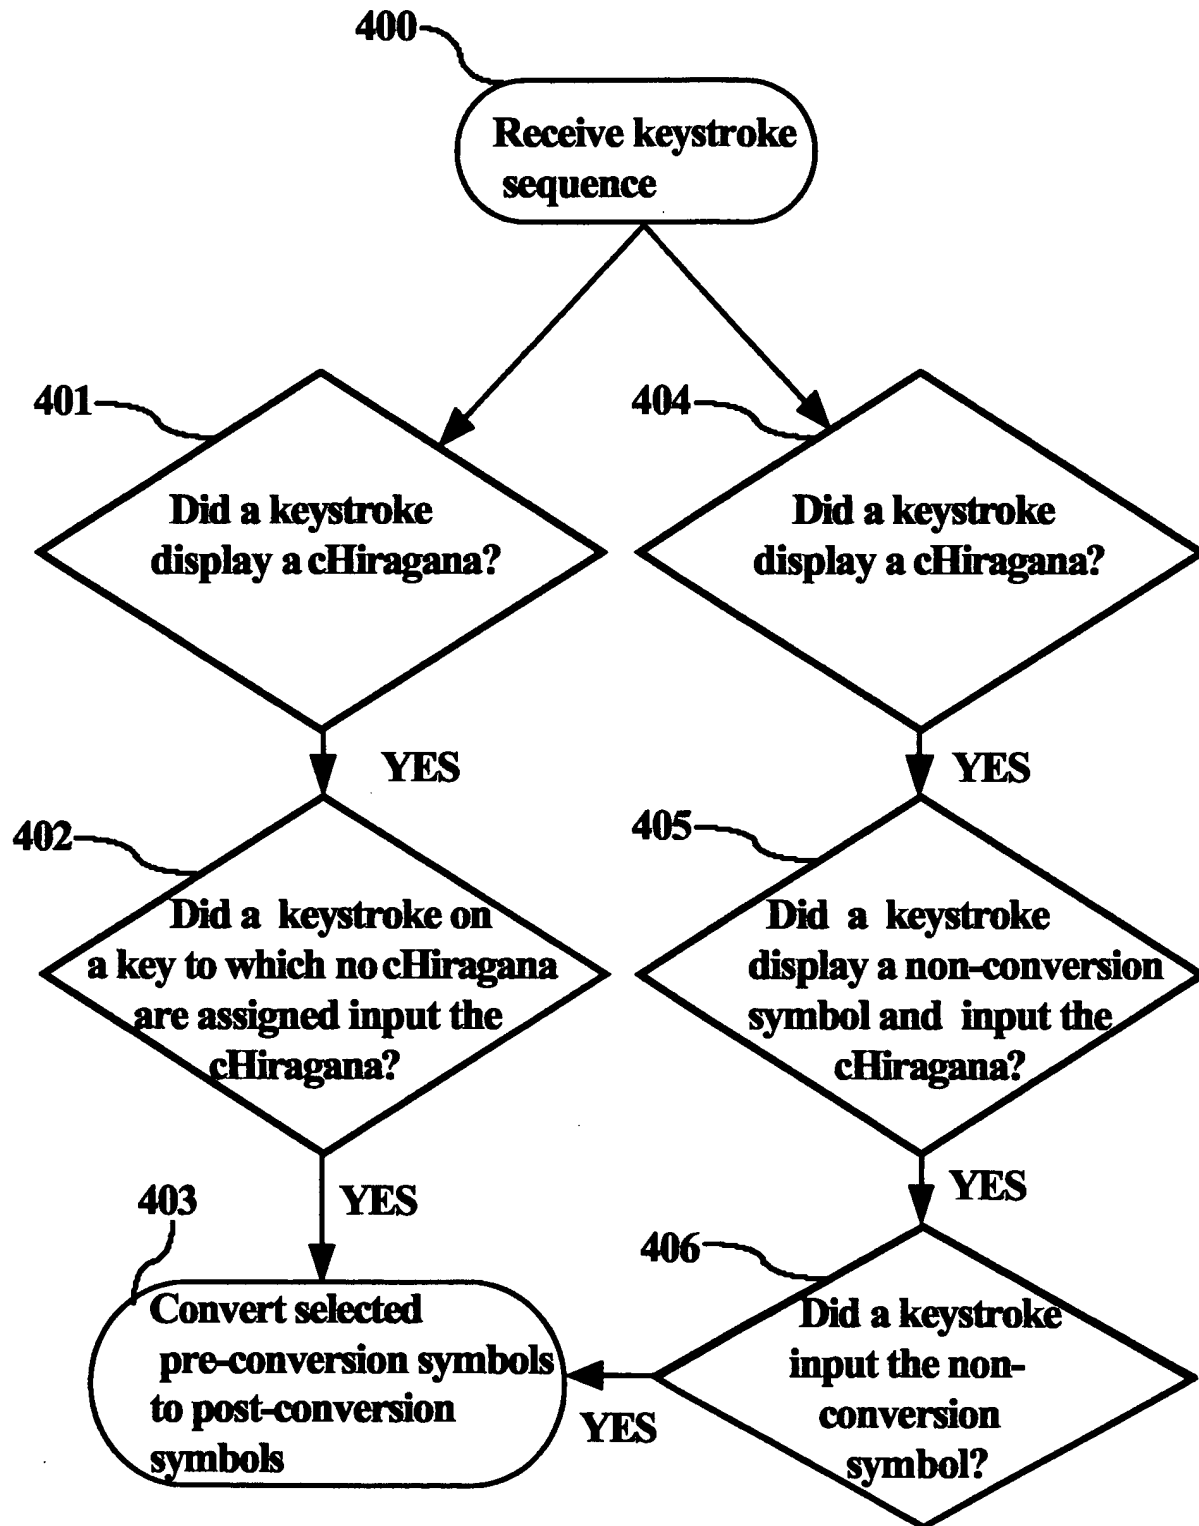 400
Receive keystroke
sequence
401
Did a keystroke
display a cHiragana?
404
Did a keystroke
display a cHiragana?
YES
YES
402
Did a keystroke on
a key to which no cHiragana
are assigned input the
cHiragana?
405
Did a keystroke
display a non-conversion
symbol and input the
cHiragana?
YES
YES
403
Convert selected
pre-conversion symbols
to post-conversion
symbols
406
Did a keystroke
input the non-
conversion
symbol?
YES